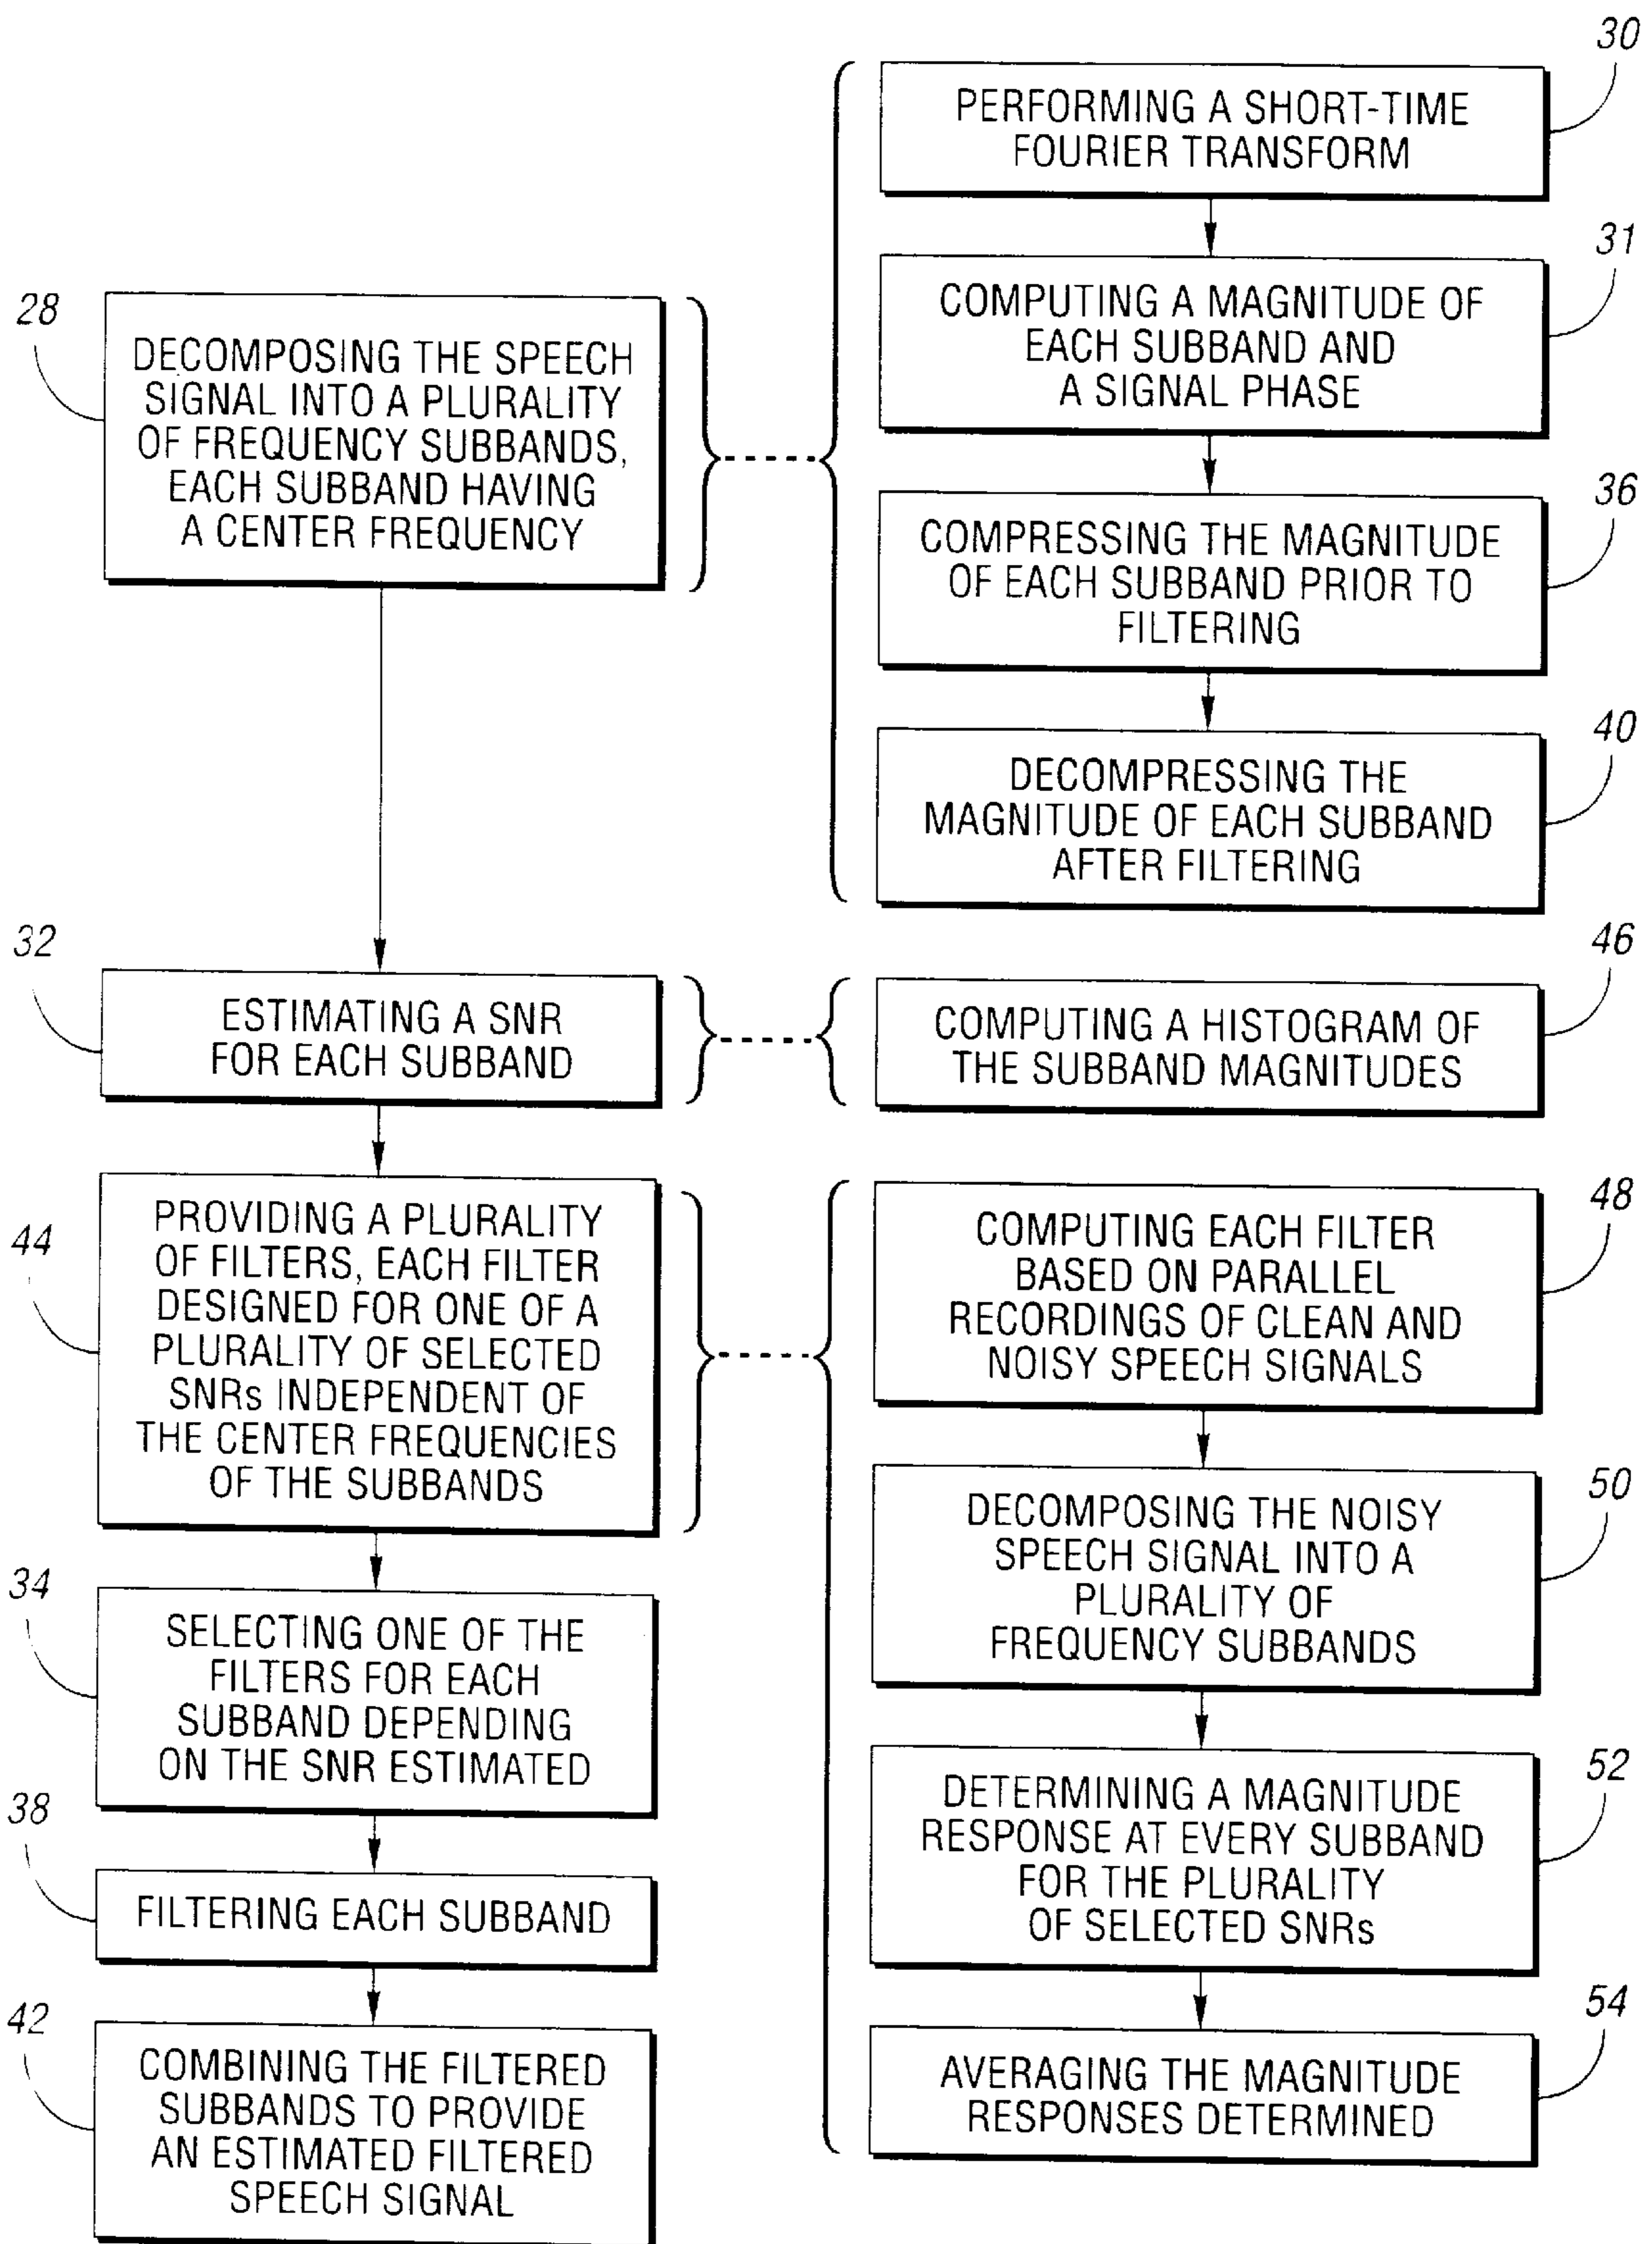 30
PERFORMING A SHORT-TIME
FOURIER TRANSFORM
31
COMPUTING A MAGNITUDE OF
EACH SUBBAND AND
A SIGNAL PHASE
28
DECOMPOSING THE SPEECH
SIGNAL INTO A PLURALITY
OF FREQUENCY SUBBANDS,
EACH SUBBAND HAVING
A CENTER FREQUENCY
36
COMPRESSING THE MAGNITUDE
OF EACH SUBBAND PRIOR TO
FILTERING
40
DECOMPRESSING THE
MAGNITUDE OF EACH SUBBAND
AFTER FILTERING
32
ESTIMATING A SNR
FOR EACH SUBBAND
46
COMPUTING A HISTOGRAM OF
THE SUBBAND MAGNITUDES
44
PROVIDING A PLURALITY
OF FILTERS, EACH FILTER
DESIGNED FOR ONE OF A
PLURALITY OF SELECTED
SNRs INDEPENDENT OF
THE CENTER FREQUENCIES
OF THE SUBBANDS
48
COMPUTING EACH FILTER
BASED ON PARALLEL
RECORDINGS OF CLEAN AND
NOISY SPEECH SIGNALS
50
DECOMPOSING THE NOISY
SPEECH SIGNAL INTO A
PLURALITY OF
FREQUENCY SUBBANDS
34
SELECTING ONE OF THE
FILTERS FOR EACH
SUBBAND DEPENDING
ON THE SNR ESTIMATED
52
DETERMINING A MAGNITUDE
RESPONSE AT EVERY SUBBAND
FOR THE PLURALITY
OF SELECTED SNRs
38
FILTERING EACH SUBBAND
54
AVERAGING THE MAGNITUDE
RESPONSES DETERMINED
42
COMBINING THE FILTERED
SUBBANDS TO PROVIDE
AN ESTIMATED FILTERED
SPEECH SIGNAL